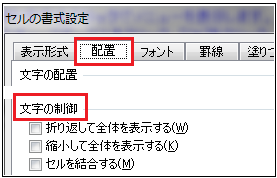 セルの書式設定
表示形式 配置 フォント 罫線 塗りつ
文字の配置
文字の制御
折り返して全体を表示する(W)
縮小して全体を表示する(K)
セルを結合する(M)